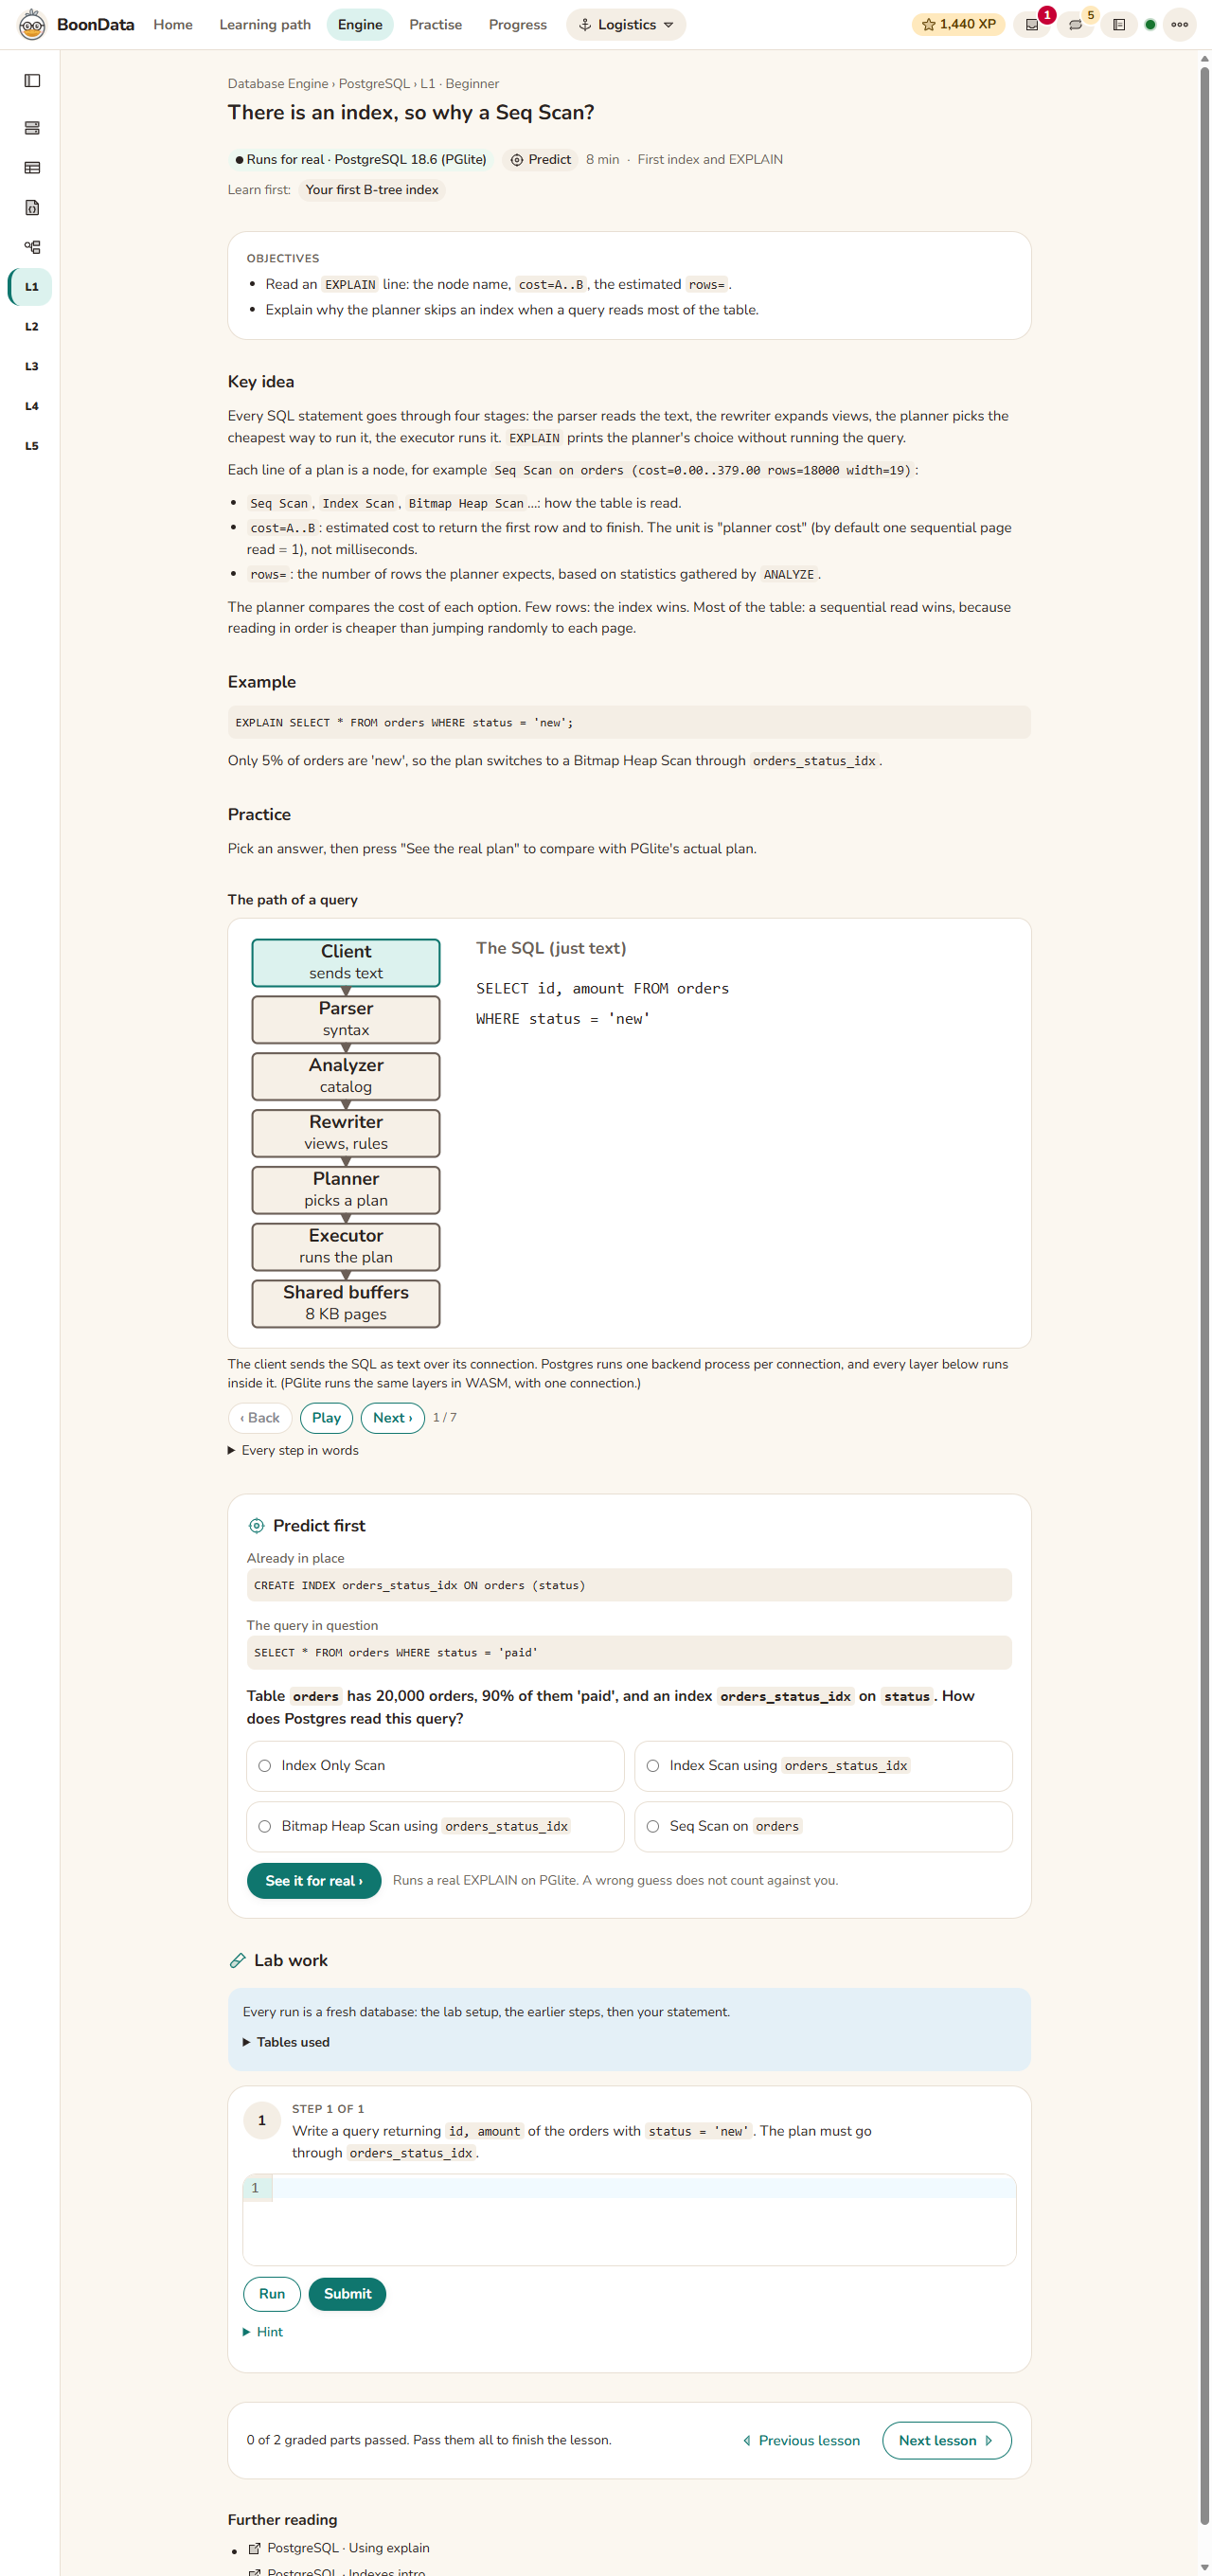 BoonData Home Learning path Engine Practise Progress Logistics 1,440 XP 1 5
L1
L2
L3
L4
L5
Database Engine › PostgreSQL › L1 · Beginner
There is an index, so why a Seq Scan?
Runs for real · PostgreSQL 18.6 (PGlite) Predict 8 min · First index and EXPLAIN
Learn first: Your first B-tree index
OBJECTIVES
Read an EXPLAIN line: the node name, cost=A..B, the estimated rows=.
Explain why the planner skips an index when a query reads most of the table.
Key idea
Every SQL statement goes through four stages: the parser reads the text, the rewriter expands views, the planner picks the
cheapest way to run it, the executor runs it. EXPLAIN prints the planner's choice without running the query.
Each line of a plan is a node, for example Seq Scan on orders (cost=0.00..379.00 rows=18000 width=19):
Seq Scan, Index Scan, Bitmap Heap Scan…: how the table is read.
cost=A..B: estimated cost to return the first row and to finish. The unit is "planner cost" (by default one sequential page
read = 1), not milliseconds.
rows=: the number of rows the planner expects, based on statistics gathered by ANALYZE.
The planner compares the cost of each option. Few rows: the index wins. Most of the table: a sequential read wins, because
reading in order is cheaper than jumping randomly to each page.
Example
EXPLAIN SELECT * FROM orders WHERE status = 'new';
Only 5% of orders are 'new', so the plan switches to a Bitmap Heap Scan through orders_status_idx.
Practice
Pick an answer, then press "See the real plan" to compare with PGlite's actual plan.
The path of a query
Client
sends text
Parser
syntax
Analyzer
catalog
Rewriter
views, rules
Planner
picks a plan
Executor
runs the plan
Shared buffers
8 KB pages
The SQL (just text)
SELECT id, amount FROM orders
WHERE status = 'new'
The client sends the SQL as text over its connection. Postgres runs one backend process per connection, and every layer below runs
inside it. (PGlite runs the same layers in WASM, with one connection.)
‹ Back Play Next › 1 / 7
Every step in words
Predict first
Already in place
CREATE INDEX orders_status_idx ON orders (status)
The query in question
SELECT * FROM orders WHERE status = 'paid'
Table orders has 20,000 orders, 90% of them 'paid', and an index orders_status_idx on status. How
does Postgres read this query?
Index Only Scan
Index Scan using orders_status_idx
Bitmap Heap Scan using orders_status_idx
Seq Scan on orders
See it for real › Runs a real EXPLAIN on PGlite. A wrong guess does not count against you.
Lab work
Every run is a fresh database: the lab setup, the earlier steps, then your statement.
Tables used
1 STEP 1 OF 1
Write a query returning id, amount of the orders with status = 'new'. The plan must go
through orders_status_idx.
1
Run Submit
Hint
0 of 2 graded parts passed. Pass them all to finish the lesson. Previous lesson Next lesson
Further reading
PostgreSQL · Using explain
PostgreSQL · Indexes intro